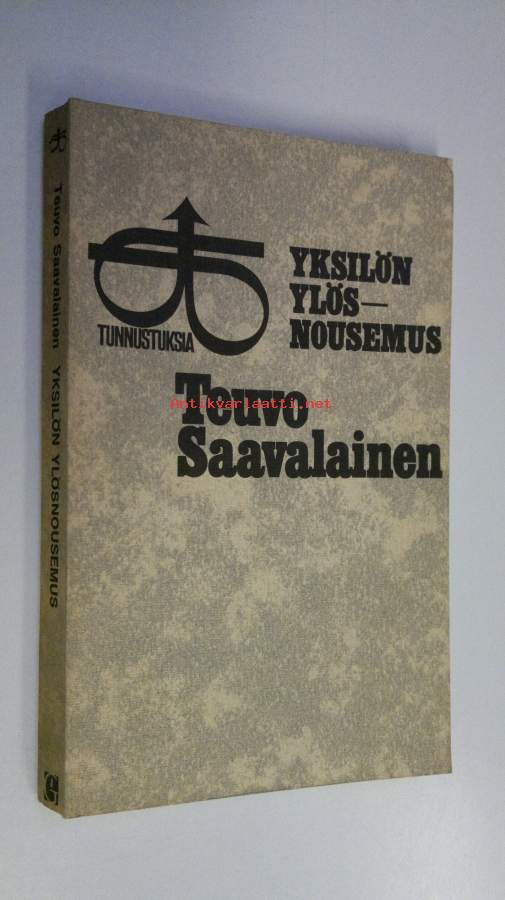 TUNNUSTUKSIA
YKSILÖN
YLÖS—
NOUSEMUS
Teuvo
Saavalainen
Antikvariaatti.net
Teuvo Saavalainen YKSILÖN YLÖSNOUSEMUS
e